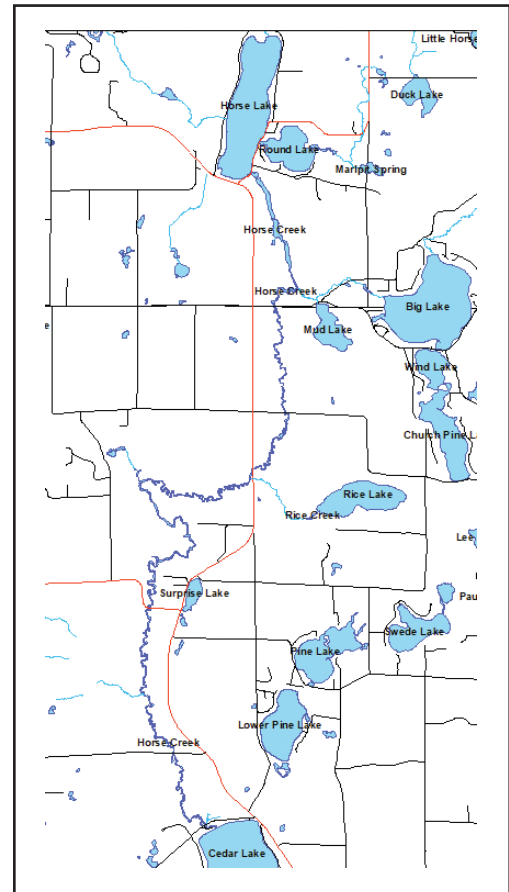 Little Horse
Duck Lake
Horse Lake
Round Lake
Marlpit Spring
Horse Creek
Horse Creek
Big Lake
Mud Lake
Wind Lake
Church Pine La
Rice Lake
Rice Creek
Lee
Surprise Lake
Pau
Swede Lake
Pine Lake
Lower Pine Lake
Horse Creek
Cedar Lake